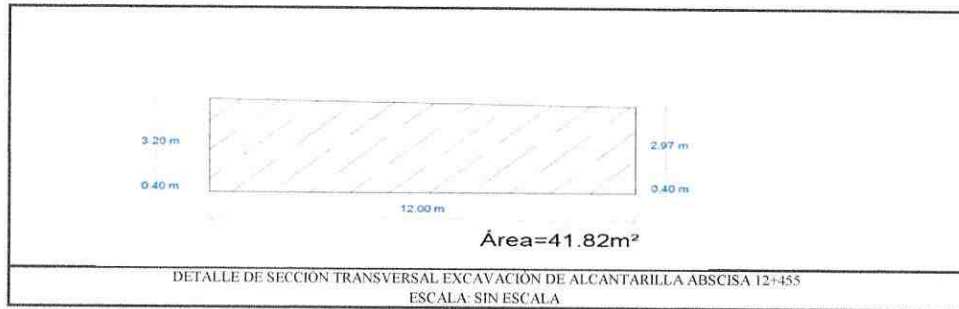 3.20 m
2.97 m
0.40 m
0.40 m
12.00 m
Área=41.82m²
DETALLE DE SECCIÓN TRANSVERSAL EXCAVACIÓN DE ALCANTARILLA ABSCISA 12+455
ESCALA: SIN ESCALA